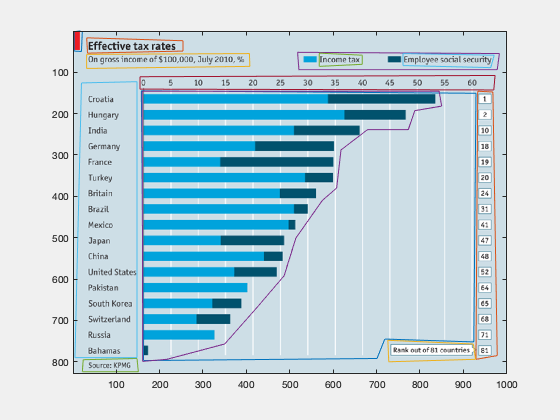 Effective tax rates
On gross income of $100,000, July 2010, %
Income tax
Employee social security
0 5 10 15 20 25 30 35 40 45 50 55 60
Croatia 1
Hungary 2
India 10
Germany 18
France 19
Turkey 20
Britain 24
Brazil 31
Mexico 41
Japan 47
China 48
United States 52
Pakistan 64
South Korea 65
Switzerland 68
Russia 71
Bahamas 81
Rank out of 81 countries
Source: KPMG
100
200
300
400
500
600
700
800
100 200 300 400 500 600 700 800 900 1000